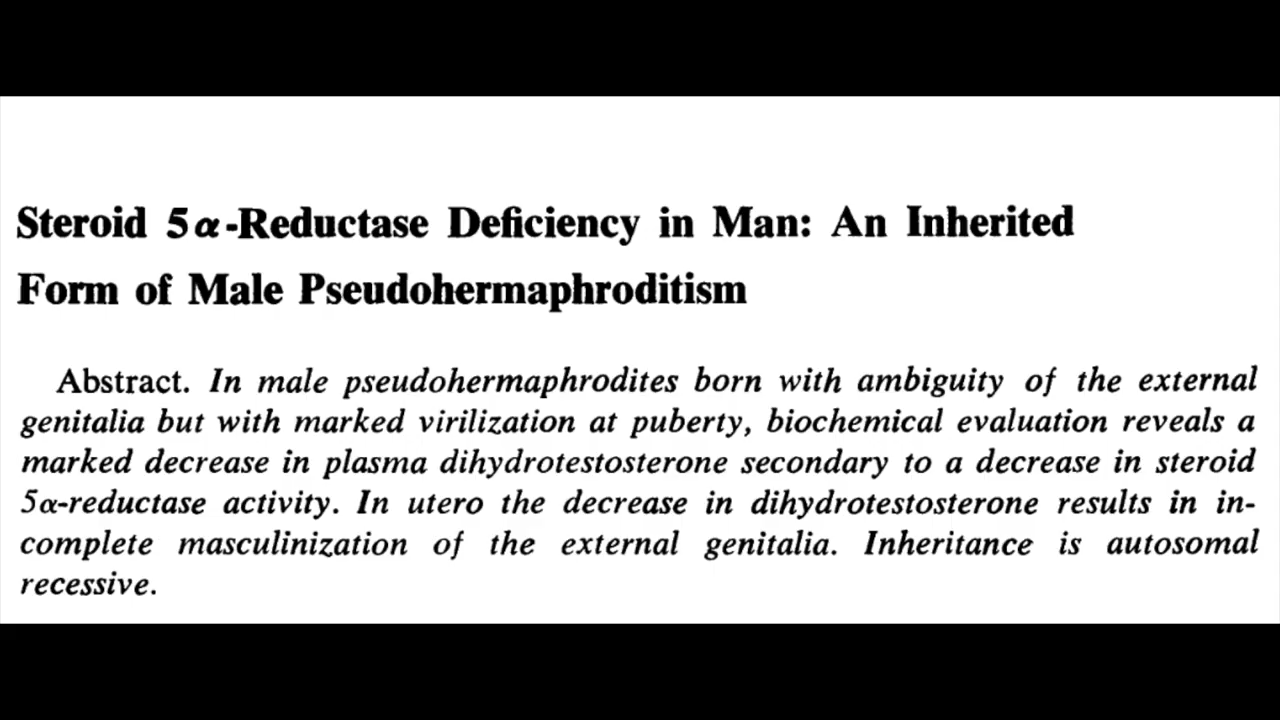 Steroid 5α-Reductase Deficiency in Man: An Inherited
Form of Male Pseudohermaphroditism
Abstract. In male pseudohermaphrodites born with ambiguity of the external
genitalia but with marked virilization at puberty, biochemical evaluation reveals a
marked decrease in plasma dihydrotestosterone secondary to a decrease in steroid
5α-reductase activity. In utero the decrease in dihydrotestosterone results in in-
complete masculinization of the external genitalia. Inheritance is autosomal
recessive.